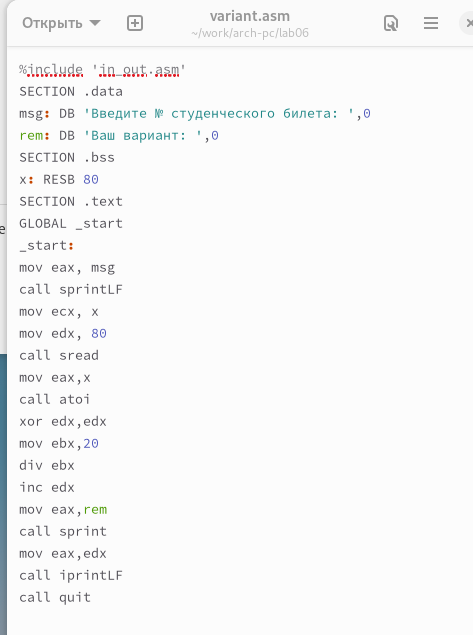 Открыть
variant.asm
~/work/arch-pc/lab06
%include 'in_out.asm'
SECTION .data
msg: DB 'Введите № студенческого билета: ',0
rem: DB 'Ваш вариант: ',0
SECTION .bss
x: RESB 80
SECTION .text
GLOBAL _start
_start:
mov eax, msg
call sprintLF
mov ecx, x
mov edx, 80
call sread
mov eax,x
call atoi
xor edx,edx
mov ebx,20
div ebx
inc edx
mov eax,rem
call sprint
mov eax,edx
call iprintLF
call quit